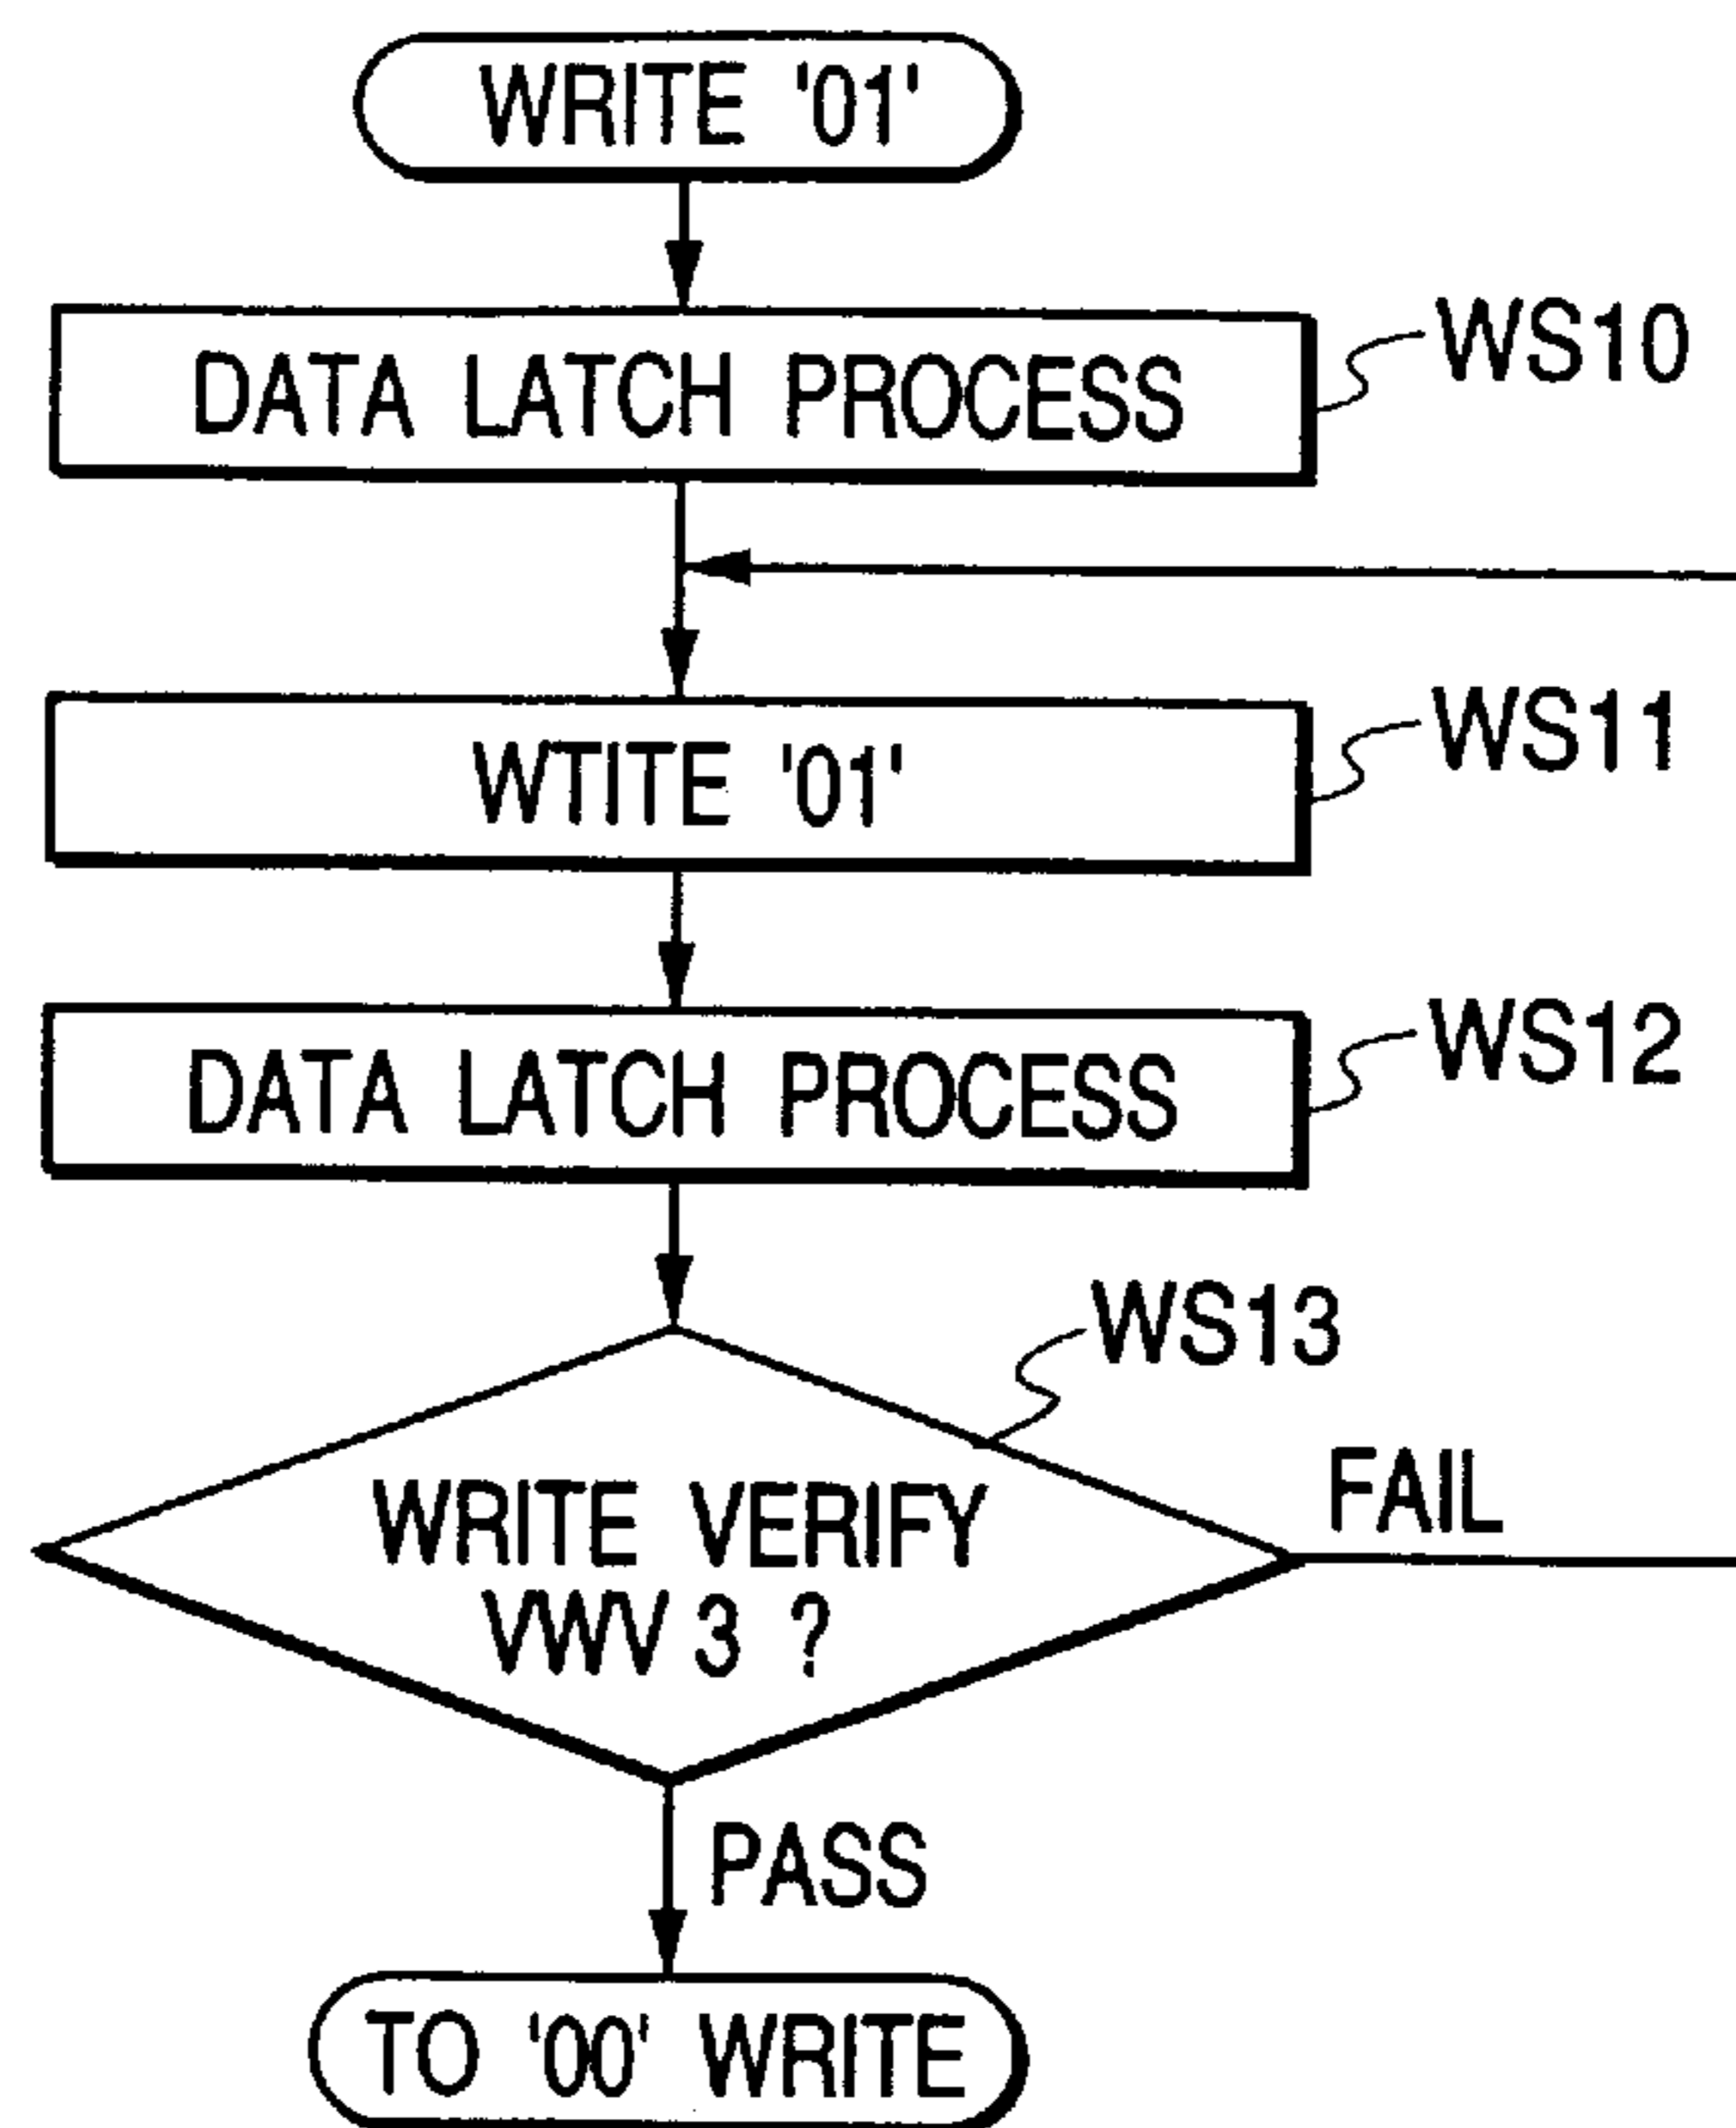 WRITE '01'
DATA LATCH PROCESS
WS10
WTITE '01'
WS11
DATA LATCH PROCESS
WS12
WS13
WRITE VERIFY
VWV 3 ?
FAIL
PASS
TO '00' WRITE